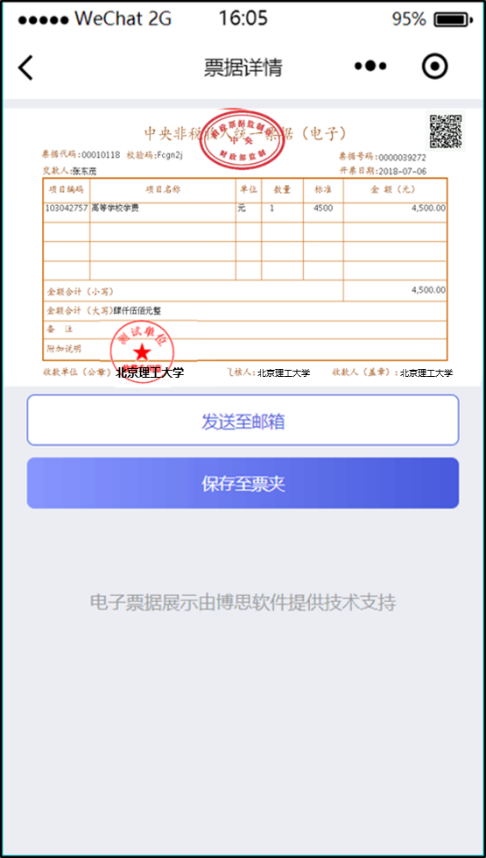 WeChat 2G 16:05 95%
票据详情
中央非税收入统一票据（电子）
票据代码:00010118 校验码:Fcgn2j 票据号码:0000039272
交款人:张东茁 开票日期:2018-07-06
项目编码 项目名称 单位 数量 标准 金 额（元）
103042757 高等学校学费 元 1 4500 4,500.00
金额合计（小写） 4,500.00
金额合计（大写）肆仟伍佰元整
备 注
测试单位
附加说明
收款单位（公章） 北京理工大学 复核人:北京理工大学 收款人（盖章）:北京理工大学
发送至邮箱
保存至票夹
电子票据展示由博思软件提供技术支持